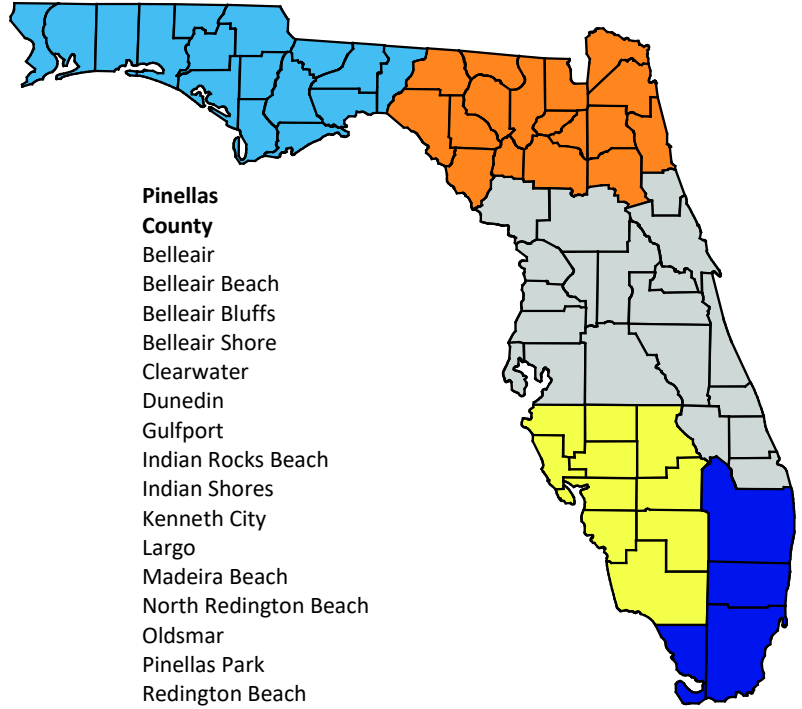 Pinellas
County
Belleair
Belleair Beach
Belleair Bluffs
Belleair Shore
Clearwater
Dunedin
Gulfport
Indian Rocks Beach
Indian Shores
Kenneth City
Largo
Madeira Beach
North Redington Beach
Oldsmar
Pinellas Park
Redington Beach